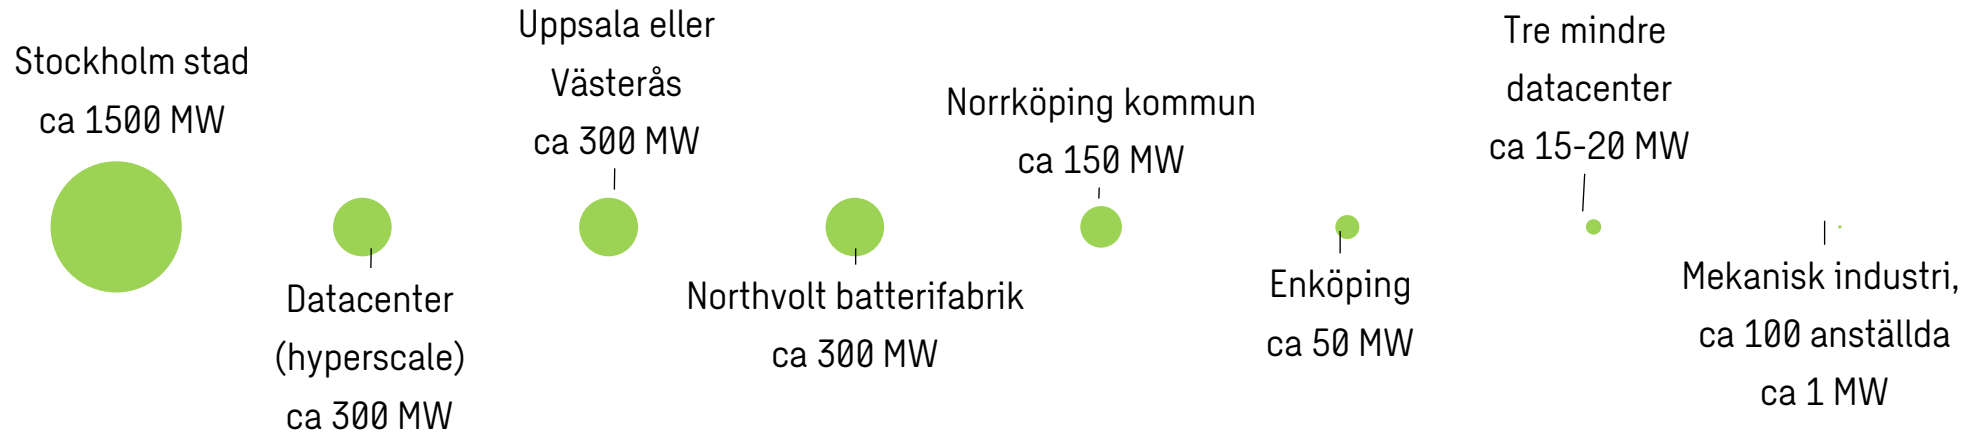 Stockholm stad
ca 1500 MW
Datacenter
(hyperscale)
ca 300 MW
Uppsala eller
Västerås
ca 300 MW
Northvolt batterifabrik
ca 300 MW
Norrköping kommun
ca 150 MW
Enköping
ca 50 MW
Tre mindre
datacenter
ca 15-20 MW
Mekanisk industri,
ca 100 anställda
ca 1 MW